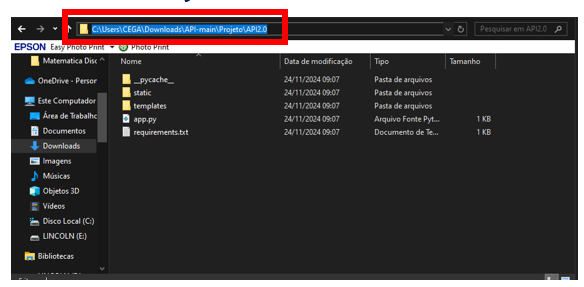 C:\Users\CEGA\Downloads\API-main\Projeto\API2.0
Pesquisar em API2.0
EPSON Easy Photo Print Photo Print
Matematica Disc
OneDrive - Person
Este Computador
Área de Trabalho
Documentos
Downloads
Imagens
Músicas
Objetos 3D
Vídeos
Disco Local (C:)
LINCOLN (E:)
Bibliotecas
Nome Data de modificação Tipo Tamanho
__pycache__ 24/11/2024 09:07 Pasta de arquivos
static 24/11/2024 09:07 Pasta de arquivos
templates 24/11/2024 09:07 Pasta de arquivos
app.py 24/11/2024 09:07 Arquivo Fonte Pyt... 1 KB
requirements.txt 24/11/2024 09:07 Documento de Te... 1 KB